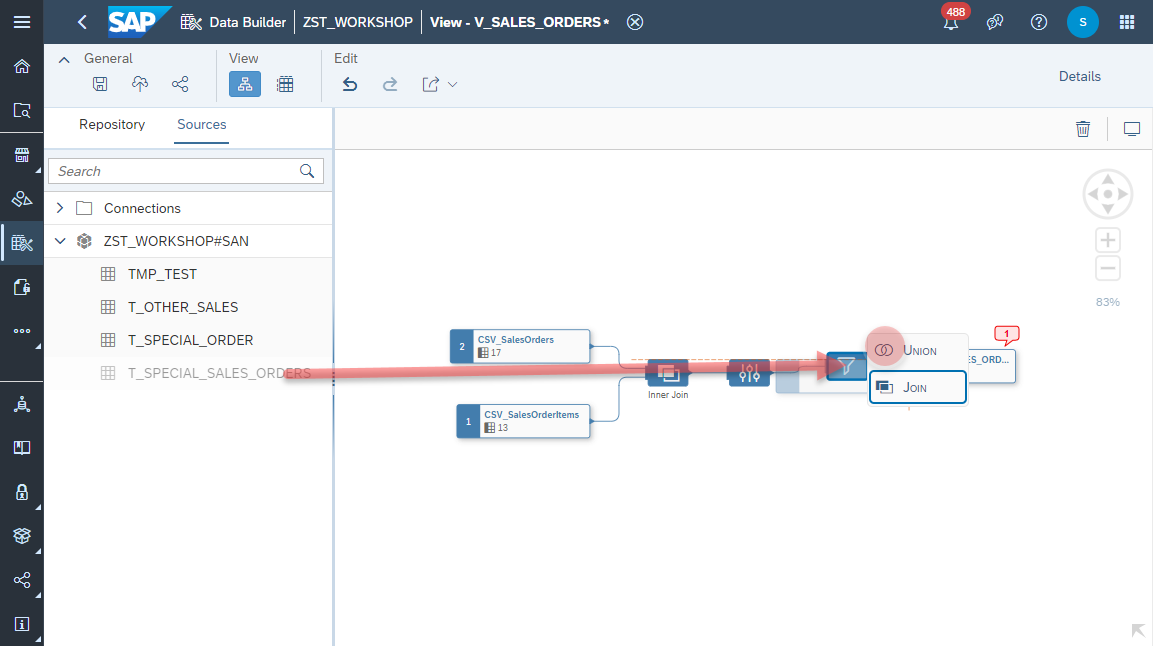 SAP Data Builder ZST_WORKSHOP View - V_SALES_ORDERS* 488 S
General View Edit
Details
Repository Sources
Search
Connections
ZST_WORKSHOP#SAN
TMP_TEST
T_OTHER_SALES
T_SPECIAL_ORDER
T_SPECIAL_SALES_ORDERS
83%
2 CSV_SalesOrders
17
Inner Join
1 CSV_SalesOrderItems
13
1
Union
ES_ORD...
Join